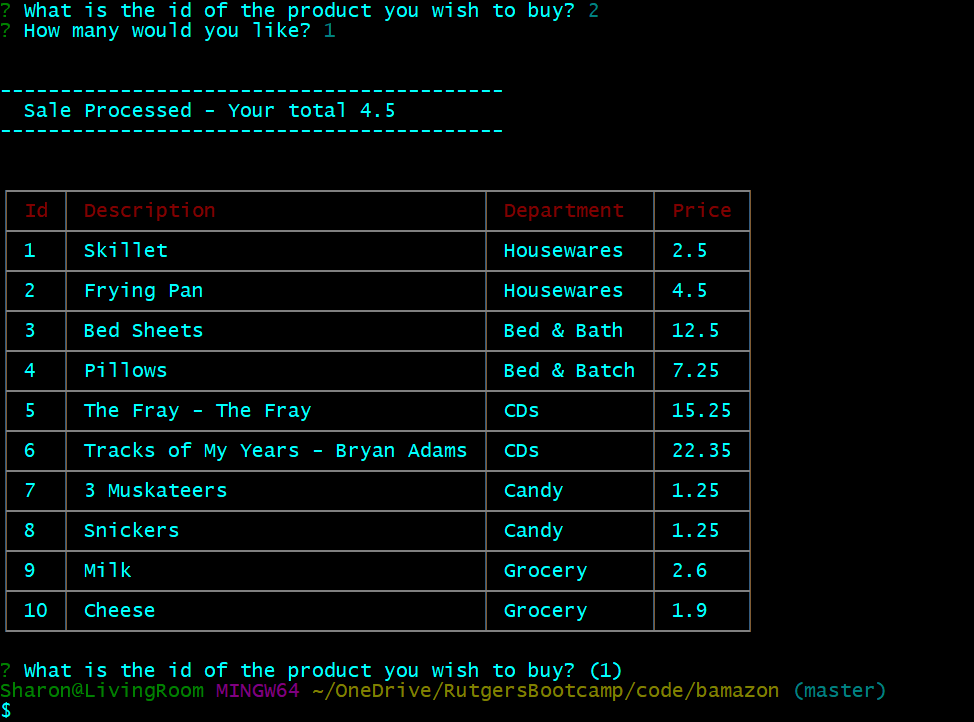 ? What is the id of the product you wish to buy? 2
? How many would you like? 1
-----------------------------------------
Sale Processed - Your total 4.5
-----------------------------------------
Id Description Department Price
1 Skillet Housewares 2.5
2 Frying Pan Housewares 4.5
3 Bed Sheets Bed & Bath 12.5
4 Pillows Bed & Batch 7.25
5 The Fray - The Fray CDs 15.25
6 Tracks of My Years - Bryan Adams CDs 22.35
7 3 Muskateers Candy 1.25
8 Snickers Candy 1.25
9 Milk Grocery 2.6
10 Cheese Grocery 1.9
? What is the id of the product you wish to buy? (1)
Sharon@LivingRoom MINGW64 ~/OneDrive/RutgersBootcamp/code/bamazon (master)
$